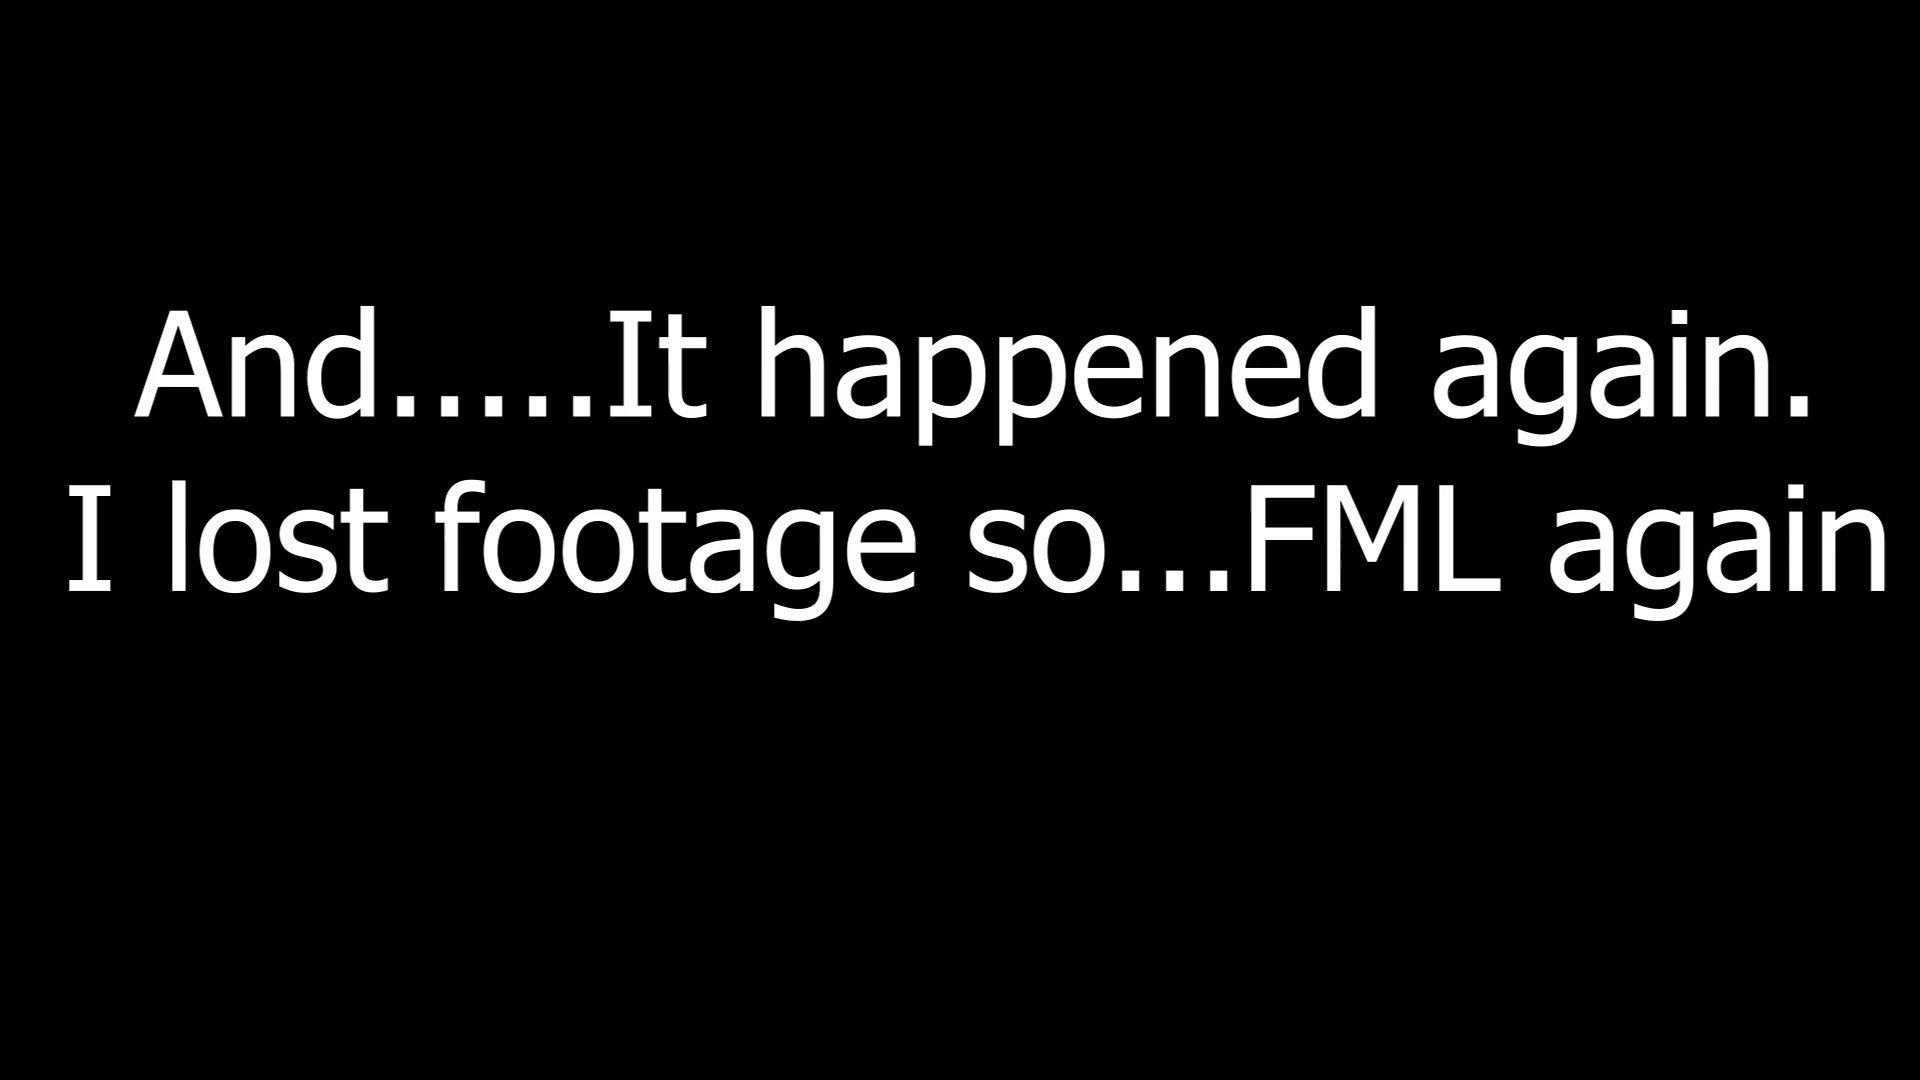 And.....It happened again.
I lost footage so...FML again